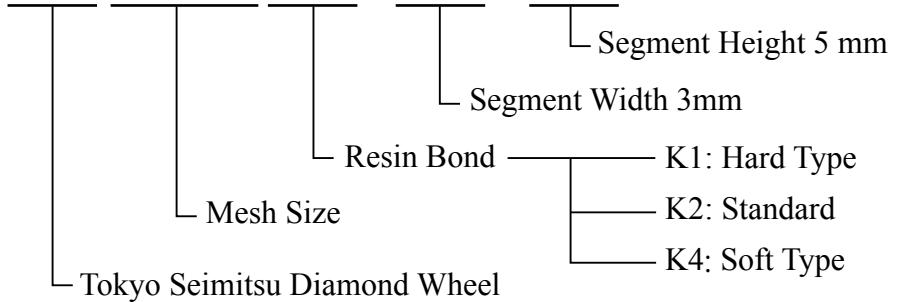 Segment Height 5 mm
Segment Width 3mm
Resin Bond
K1: Hard Type
Mesh Size
K2: Standard
K4: Soft Type
Tokyo Seimitsu Diamond Wheel